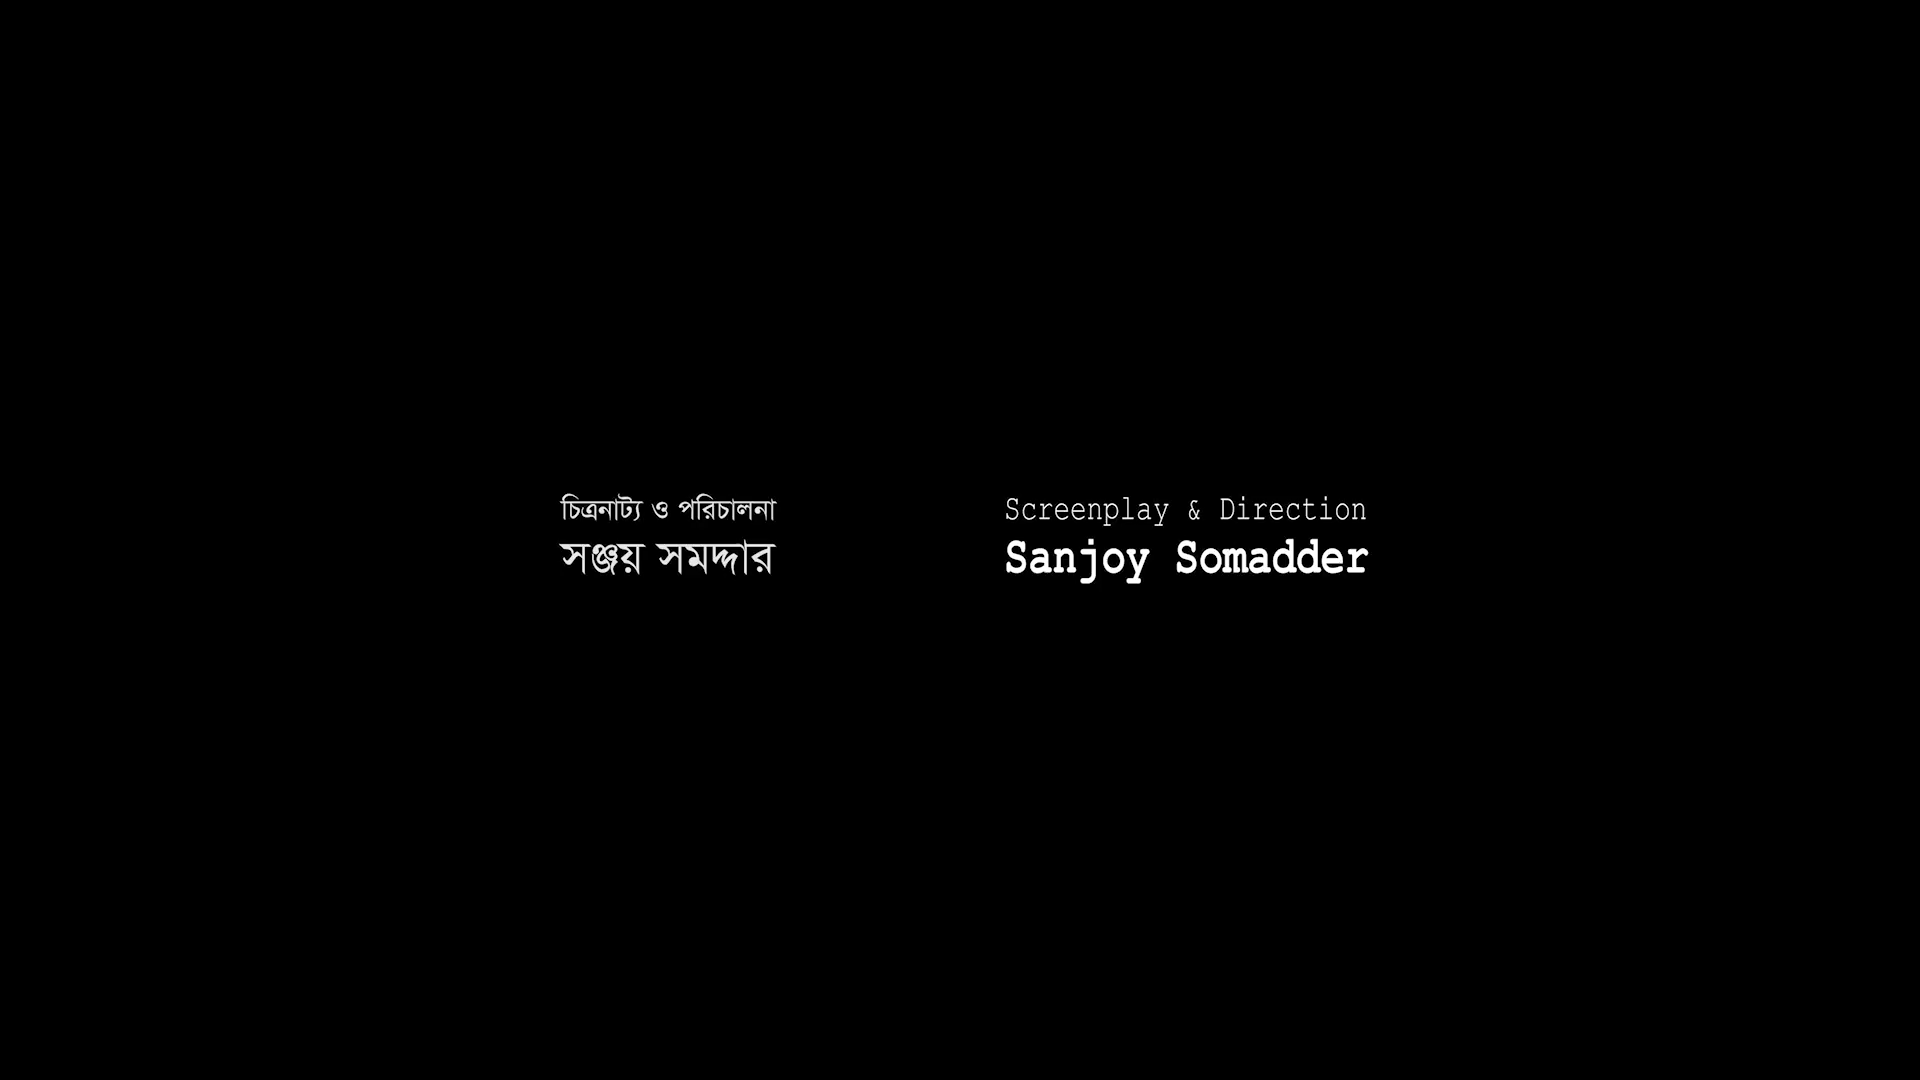 চিত্রনাট্য ও পরিচালনা
সঞ্জয় সমদ্দার
Screenplay & Direction
Sanjoy Somadder